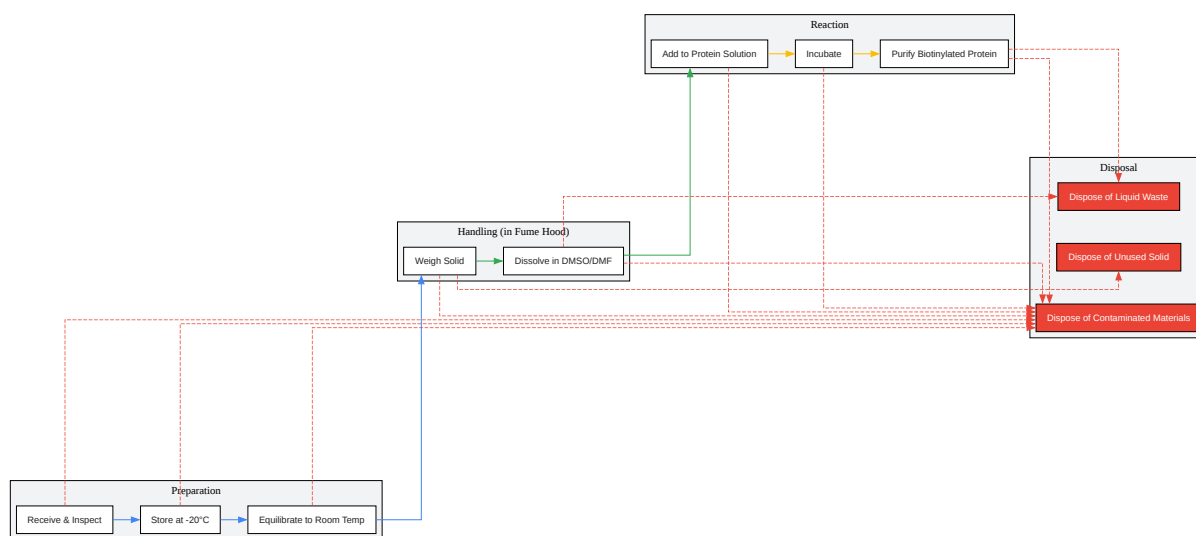 Reaction
Add to Protein Solution
Incubate
Purify Biotinylated Protein
Disposal
Dispose of Liquid Waste
Handling (in Fume Hood)
Weigh Solid
Dissolve in DMSO/DMF
Dispose of Unused Solid
Dispose of Contaminated Materials
Preparation
Receive & Inspect
Store at -20°C
Equilibrate to Room Temp